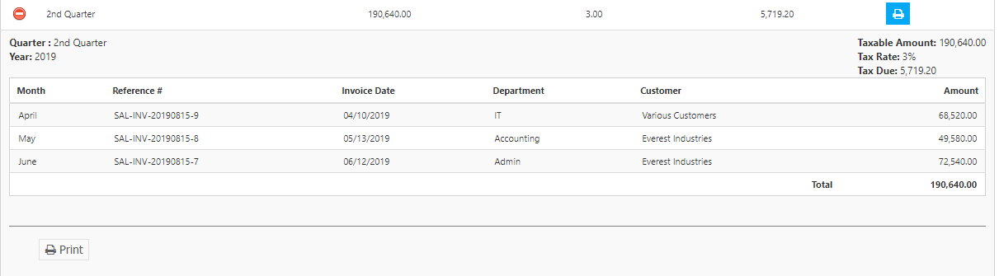 2nd Quarter 190,640.00 3.00 5,719.20
Quarter : 2nd Quarter Taxable Amount: 190,640.00
Year: 2019 Tax Rate: 3%
Tax Due: 5,719.20
Month Reference # Invoice Date Department Customer Amount
April SAL-INV-20190815-9 04/10/2019 IT Various Customers 68,520.00
May SAL-INV-20190815-8 05/13/2019 Accounting Everest Industries 49,580.00
June SAL-INV-20190815-7 06/12/2019 Admin Everest Industries 72,540.00
Total 190,640.00
Print